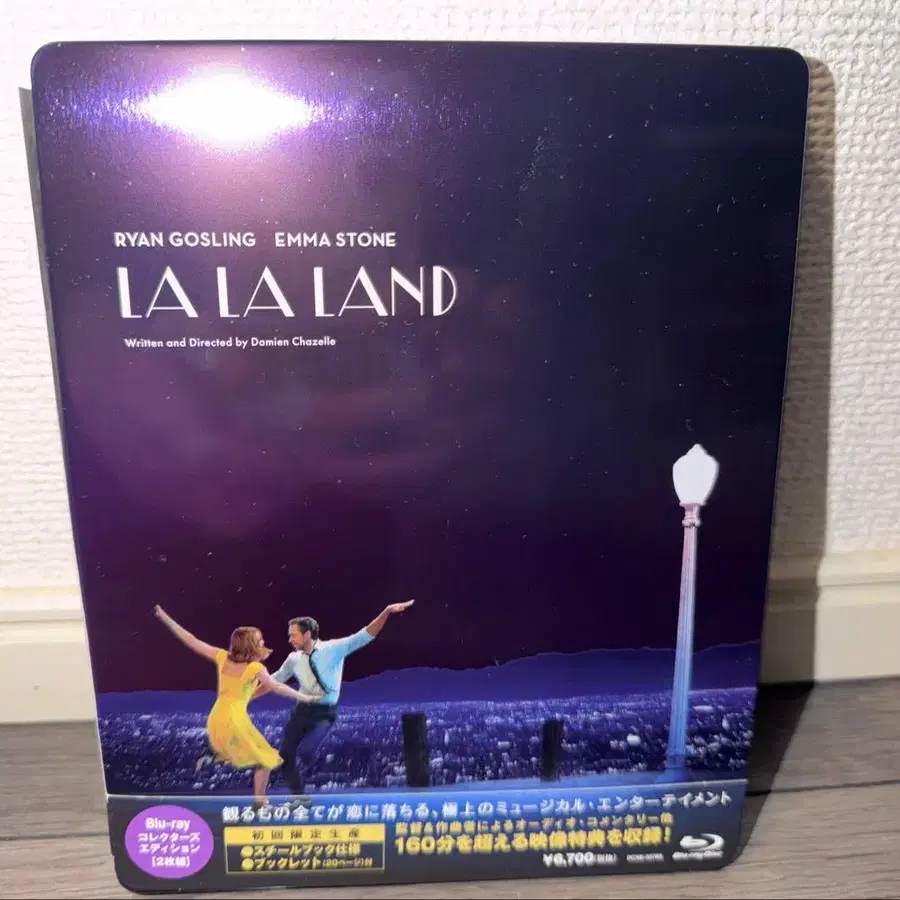 RYAN GOSLING EMMA STONE
LA LA LAND
Written and Directed by Damien Chazelle
観るもの全てが恋に落ちる、極上のミュージカル・エンターテイメント
Blu-ray
コレクターズ
エディション
[2枚組]
初回限定生産
●スチールブック仕様
●ブックレット(20ページ)付
監督&作曲者によるオーディオ・コメンタリー他
160分を超える映像特典を収録!
¥6,700(税抜)
Blu-ray Disc